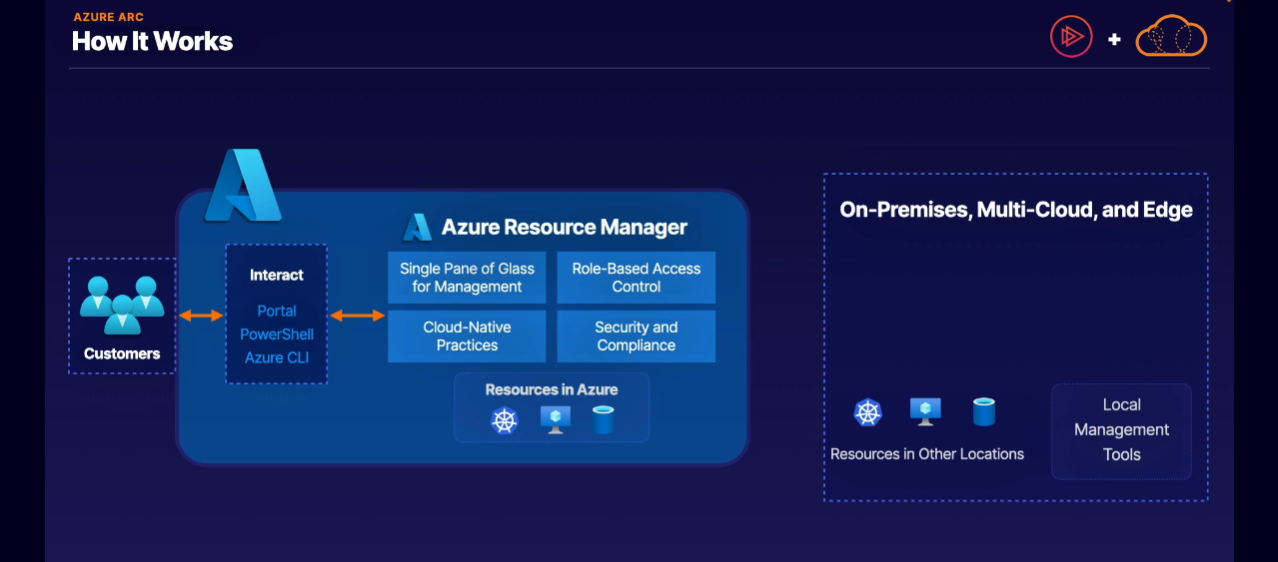 AZURE ARC
How It Works
+
Azure Resource Manager
Interact
Portal
PowerShell
Azure CLI
Single Pane of Glass
for Management
Role-Based Access
Control
Cloud-Native
Practices
Security and
Compliance
Resources in Azure
Customers
On-Premises, Multi-Cloud, and Edge
Resources in Other Locations
Local
Management
Tools